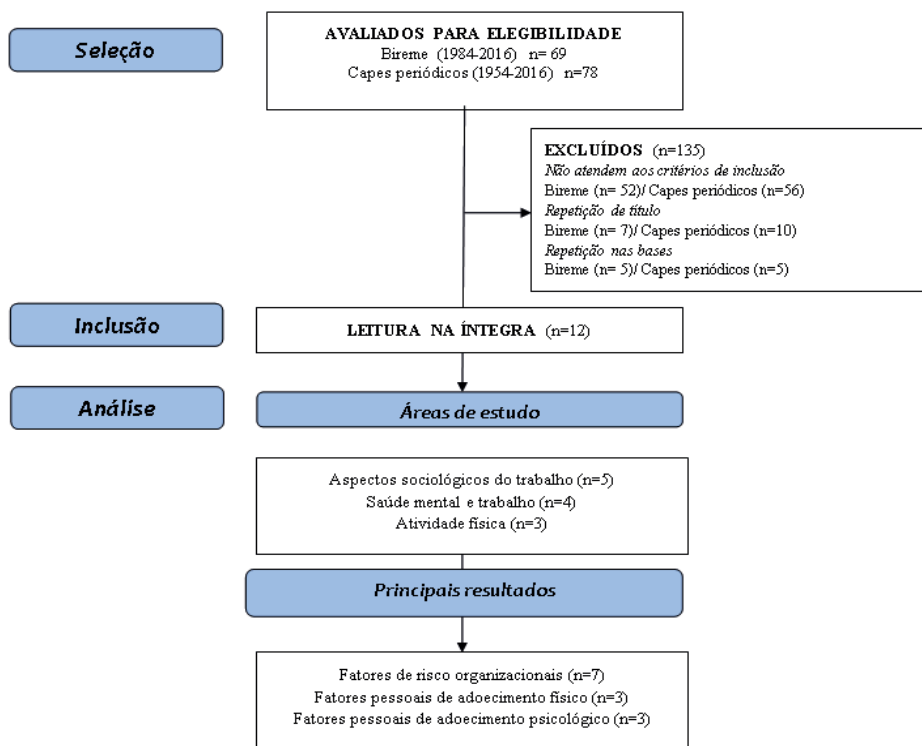 Seleção
AVALIADOS PARA ELEGIBILIDADE
Bireme (1984-2016) n= 69
Capes periódicos (1954-2016) n=78
EXCLUÍDOS (n=135)
Não atendem aos critérios de inclusão
Bireme (n= 52)/ Capes periódicos (n=56)
Repetição de título
Bireme (n= 7)/ Capes periódicos (n=10)
Repetição nas bases
Bireme (n= 5)/ Capes periódicos (n=5)
Inclusão
LEITURA NA ÍNTEGRA (n=12)
Análise
Áreas de estudo
Aspectos sociológicos do trabalho (n=5)
Saúde mental e trabalho (n=4)
Atividade física (n=3)
Principais resultados
Fatores de risco organizacionais (n=7)
Fatores pessoais de adoecimento físico (n=3)
Fatores pessoais de adoecimento psicológico (n=3)